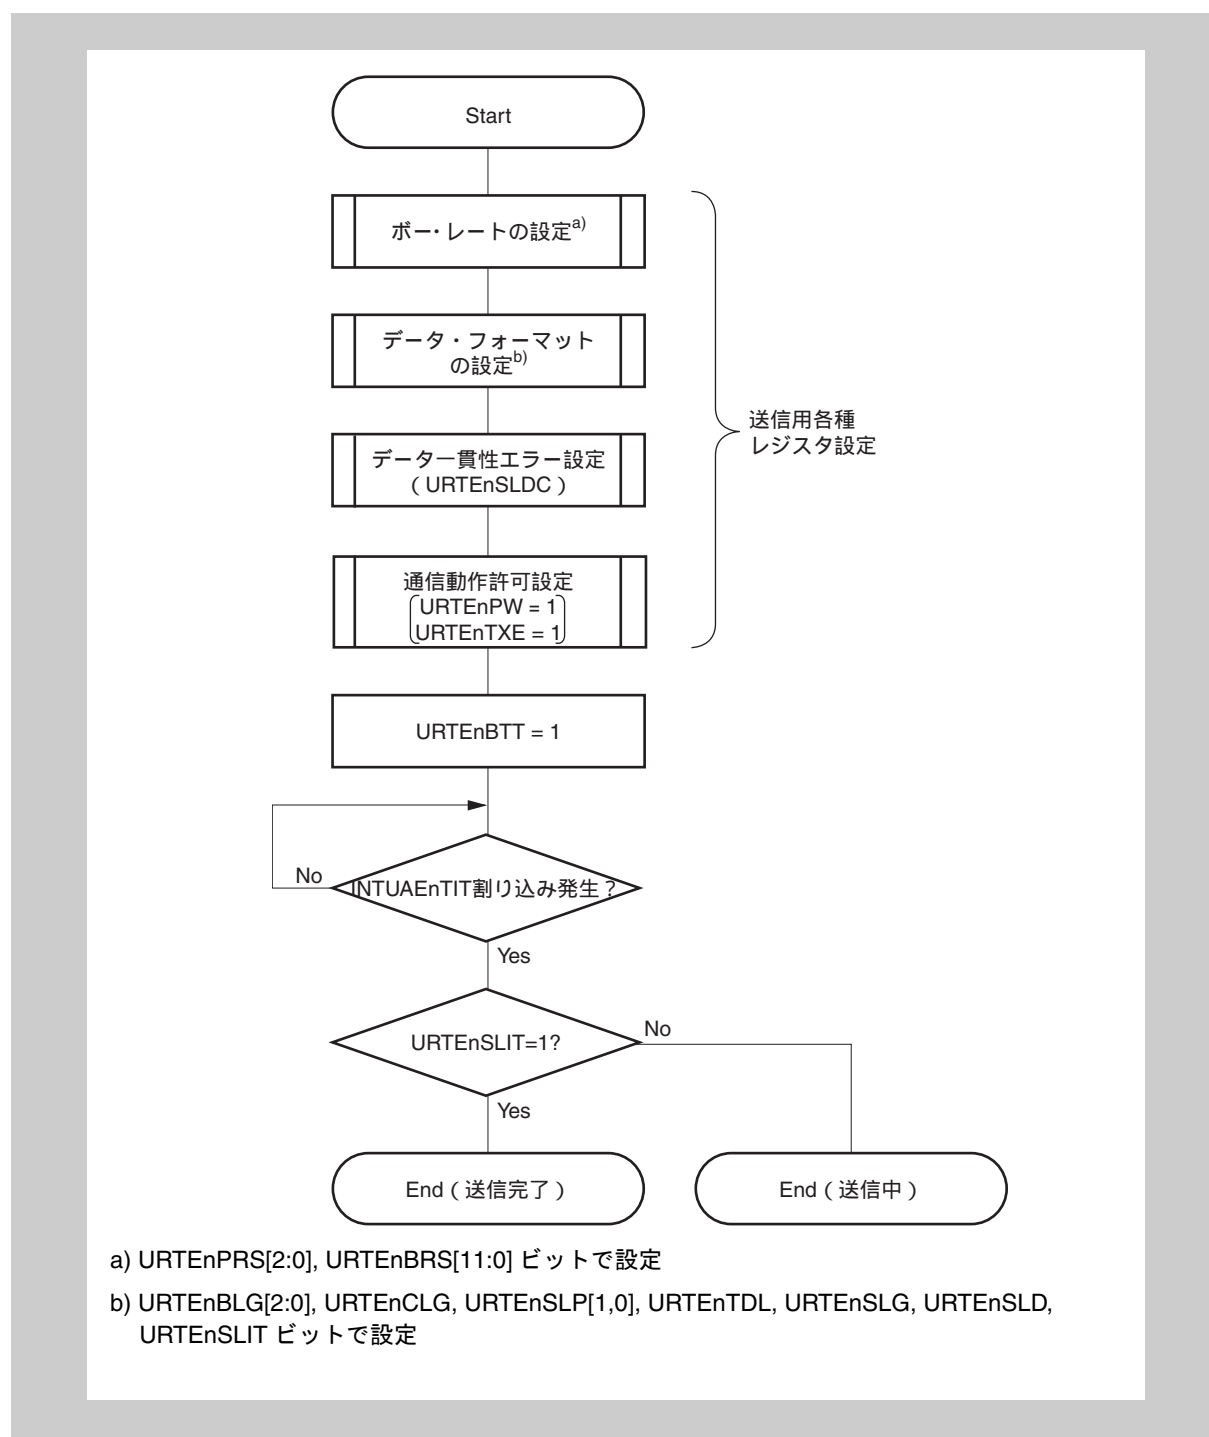 Start
ボー・レートの設定a)
データ・フォーマット
の設定b)
データ一貫性エラー設定
（URTEnSLDC）
通信動作許可設定
URTEnPW = 1
URTEnTXE = 1
送信用各種
レジスタ設定
URTEnBTT = 1
No
INTUAEnTIT割り込み発生？
Yes
URTEnSLIT=1?
No
Yes
End（送信完了）
End（送信中）
a) URTEnPRS[2:0], URTEnBRS[11:0] ビットで設定
b) URTEnBLG[2:0], URTEnCLG, URTEnSLP[1,0], URTEnTDL, URTEnSLG, URTEnSLD,
URTEnSLIT ビットで設定